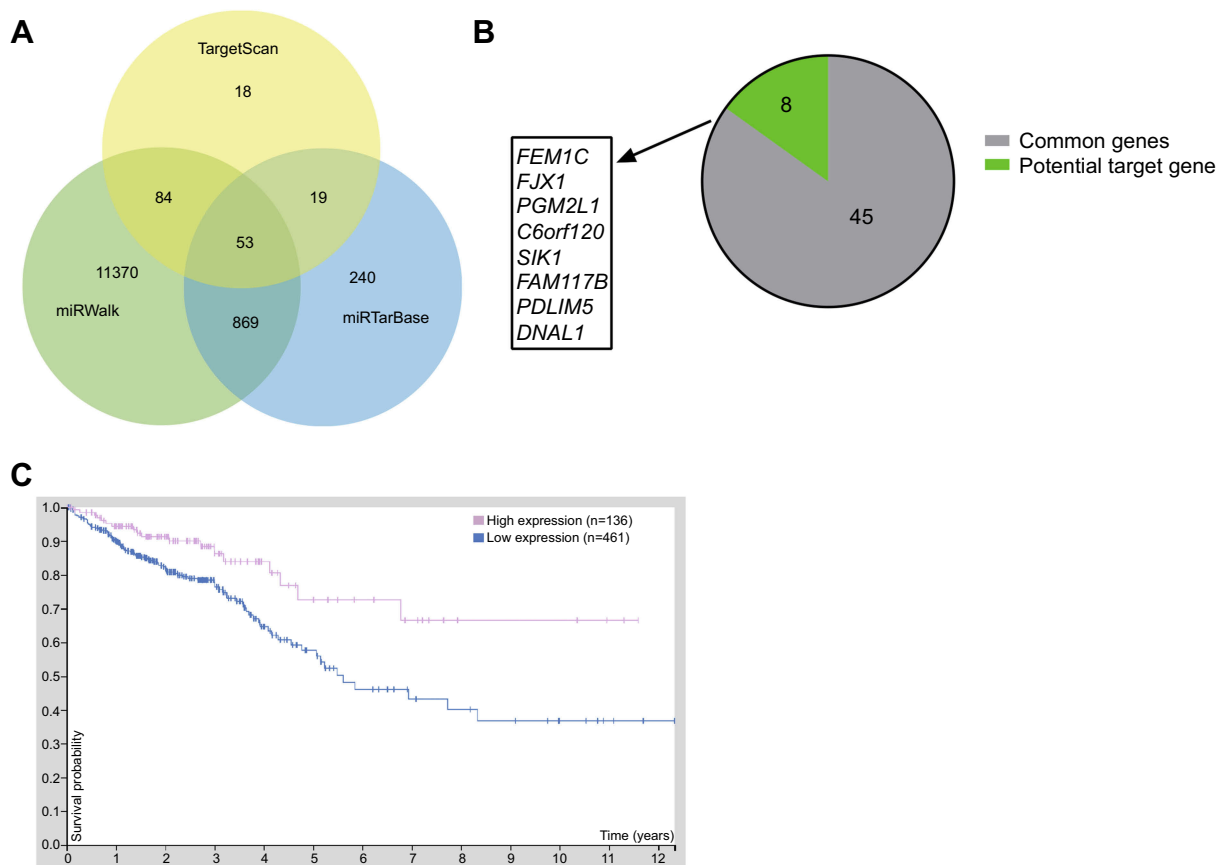 A
TargetScan
18
84
19
53
11370
240
miRWalk
miRTarBase
869
B
8
45
Common genes
Potential target gene
FEM1C
FJX1
PGM2L1
C6orf120
SIK1
FAM117B
PDLIM5
DNAL1
C
1.0
0.9
0.8
0.7
0.6
0.5
0.4
0.3
0.2
0.1
0.0
Survival probability
High expression (n=136)
Low expression (n=461)
Time (years)
0 1 2 3 4 5 6 7 8 9 10 11 12